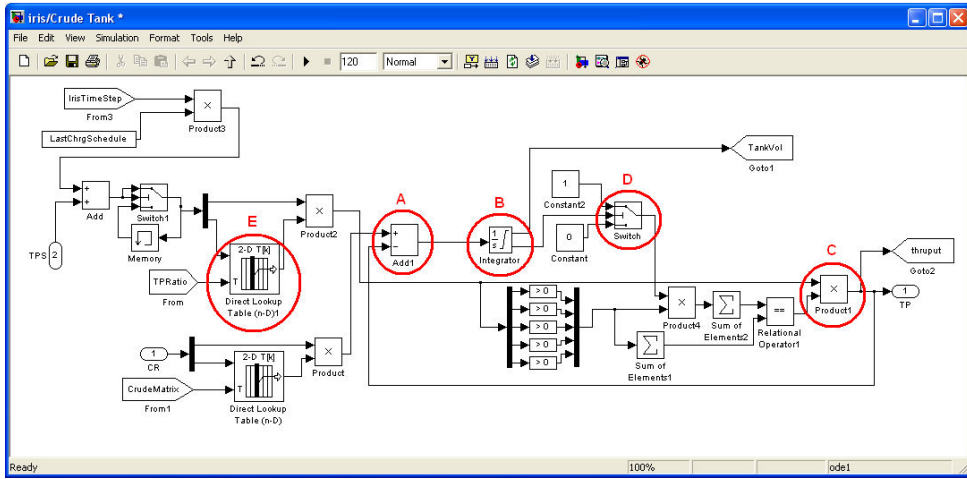 iris/Crude Tank *
File Edit View Simulation Format Tools Help
120 Normal
IrisTimeStep
From3
LastChrgSchedule
×
Product3
TankVol
Goto1
TPS 2
+
+
Add
Switch1
Memory
×
Product2
E
2-D T[k]
T
Direct Lookup
Table (n-D)1
TPRatio
From
A
+
−
Add1
B
1
s
Integrator
1
Constant2
0
Constant
D
Switch
C
×
Product1
thruput
Goto2
1
TP
> 0
> 0
> 0
> 0
> 0
×
Product4
Σ
Sum of
Elements2
==
Relational
Operator1
Σ
Sum of
Elements1
1
CR
2-D T[k]
T
Direct Lookup
Table (n-D)
×
Product
CrudeMatrix
From1
Ready 100% ode1